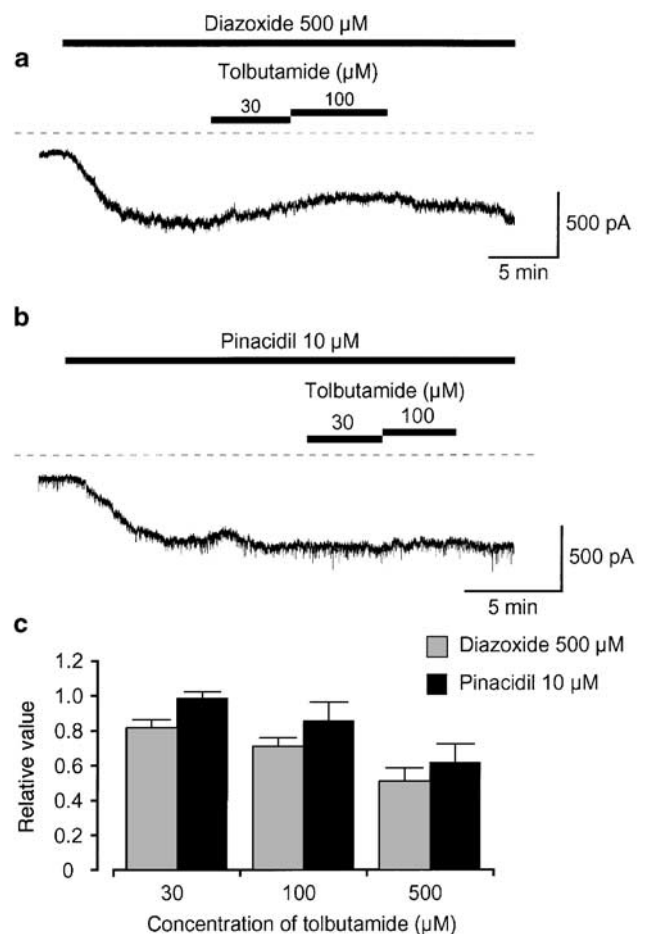 Diazoxide 500 µM
a
Tolbutamide (µM)
30 100
500 pA
5 min
b
Pinacidil 10 µM
Tolbutamide (µM)
30 100
500 pA
5 min
c
Diazoxide 500 µM
Pinacidil 10 µM
1.2
1.0
0.8
0.6
0.4
0.2
0
Relative value
30 100 500
Concentration of tolbutamide (µM)